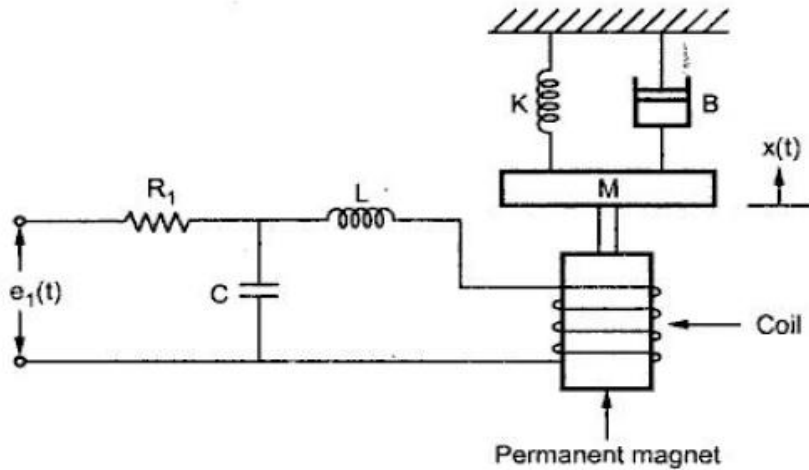 K
B
x(t)
M
R₁
L
e₁(t)
C
Coil
Permanent magnet